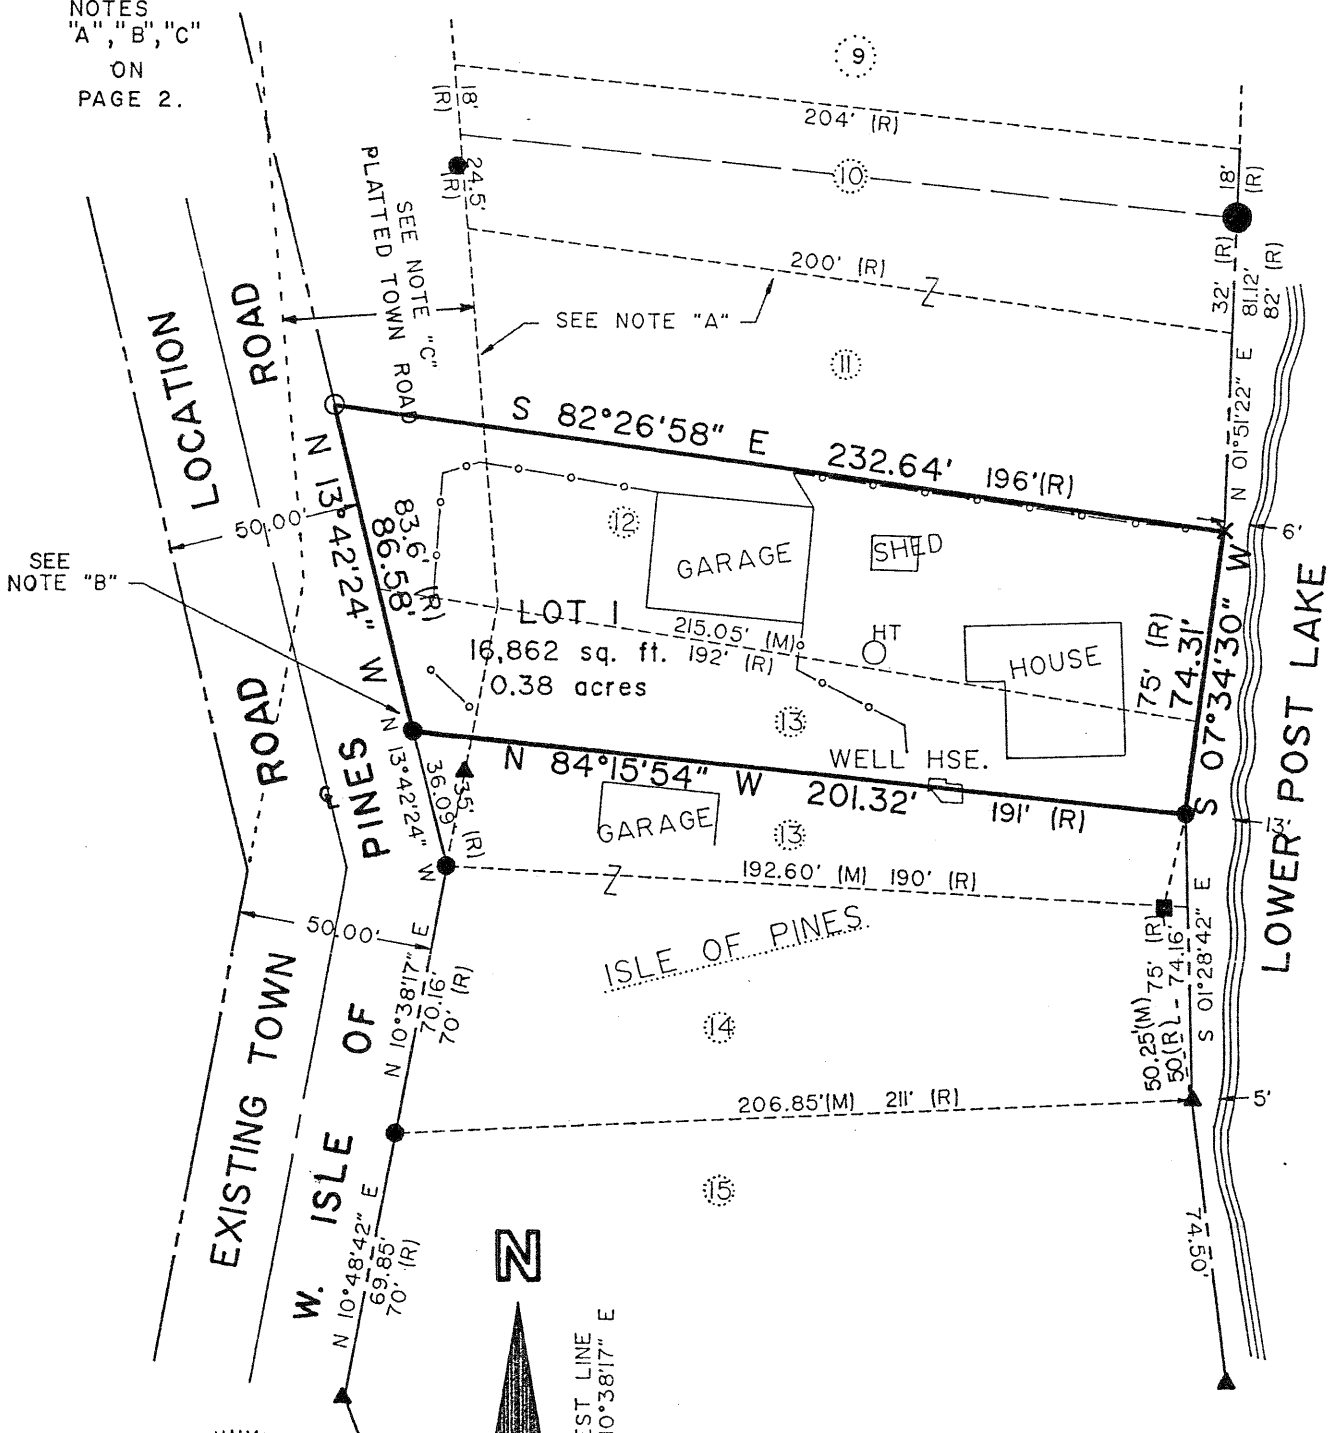 NOTES
"A","B","C"
ON
PAGE 2.
9
18'
(R)
204' (R)
10
24.5'
(R)
18'
(R)
PLATTED TOWN ROAD
SEE NOTE "C"
200' (R)
32' (R)
81.12'
82' (R)
SEE NOTE "A"
11
N 01°51'22" E
LOCATION
ROAD
S 82°26'58" E 232.64' 196'(R)
N 13°42'24" W
86.58'
83.6' (R)
50.00'
12
GARAGE
SHED
6'
SEE
NOTE "B"
LOT 1
16,862 sq. ft.
0.38 acres
215.05' (M)
192' (R)
HT
HOUSE
75' (R)
74.31'
S 07°34'30" W
LOWER POST LAKE
13
WELL HSE.
N 84°15'54" W 201.32' 191' (R)
ROAD
N 13°42'24" W
36.09'
35' (R)
GARAGE
13
13'
192.60' (M) 190' (R)
50.00'
ISLE OF PINES
N 10°38'17" E
70.16'
70' (R)
14
75' (R)
50.25'(M)
50(R) - 74.16'
S 01°28'42" E
206.85'(M) 211' (R)
5'
EXISTING TOWN
W. ISLE OF PINES
15
N 10°48'42" E
69.85'
70' (R)
74.50'
N
EST LINE
10°38'17" E